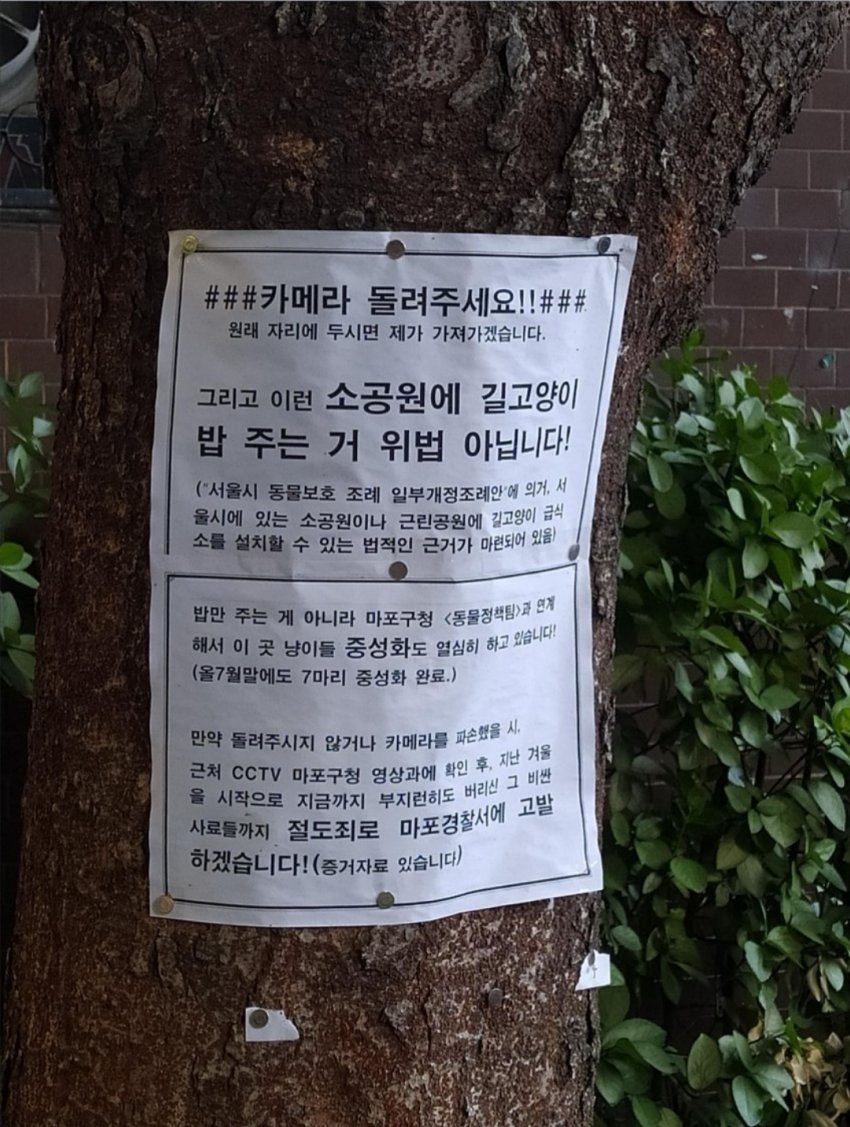 ###카메라 돌려주세요!!###
원래 자리에 두시면 제가 가져가겠습니다.
그리고 이런 소공원에 길고양이
밥 주는 거 위법 아닙니다!
("서울시 동물보호 조례 일부개정조례안"에 의거, 서
울시에 있는 소공원이나 근린공원에 길고양이 급식
소를 설치할 수 있는 법적인 근거가 마련되어 있음)
밥만 주는 게 아니라 마포구청 <동물정책팀>과 연계
해서 이 곳 냥이들 중성화도 열심히 하고 있습니다!
(올7월말에도 7마리 중성화 완료.)
만약 돌려주시지 않거나 카메라를 파손했을 시,
근처 CCTV 마포구청 영상과에 확인 후, 지난 겨울
을 시작으로 지금까지 부지런히도 버리신 그 비싼
사료들까지 절도죄로 마포경찰서에 고발
하겠습니다!(증거자료 있습니다)